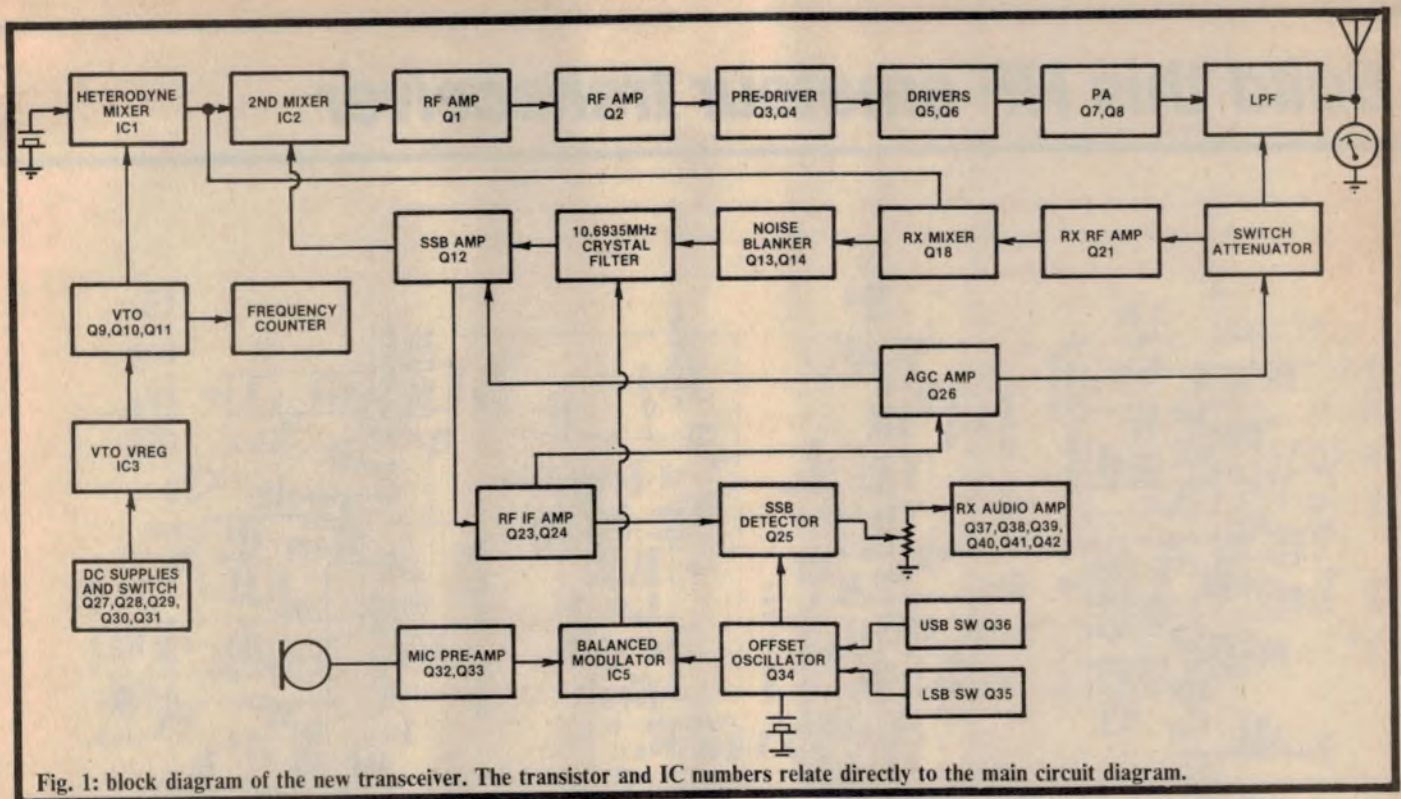 HETERODYNE
MIXER
IC1
2ND MIXER
IC2
RF AMP
Q1
RF AMP
Q2
PRE-DRIVER
Q3,Q4
DRIVERS
Q5,Q6
PA
Q7,Q8
LPF
SSB AMP
Q12
10.6935MHz
CRYSTAL
FILTER
NOISE
BLANKER
Q13,Q14
RX MIXER
Q18
RX RF AMP
Q21
SWITCH
ATTENUATOR
VTO
Q9,Q10,Q11
FREQUENCY
COUNTER
AGC AMP
Q26
VTO VREG
IC3
RF IF AMP
Q23,Q24
SSB
DETECTOR
Q25
RX AUDIO AMP
Q37,Q38,Q39,
Q40,Q41,Q42
DC SUPPLIES
AND SWITCH
Q27,Q28,Q29,
Q30,Q31
MIC PRE-AMP
Q32,Q33
BALANCED
MODULATOR
IC5
OFFSET
OSCILLATOR
Q34
USB SW Q36
LSB SW Q35
Fig. 1: block diagram of the new transceiver. The transistor and IC numbers relate directly to the main circuit diagram.